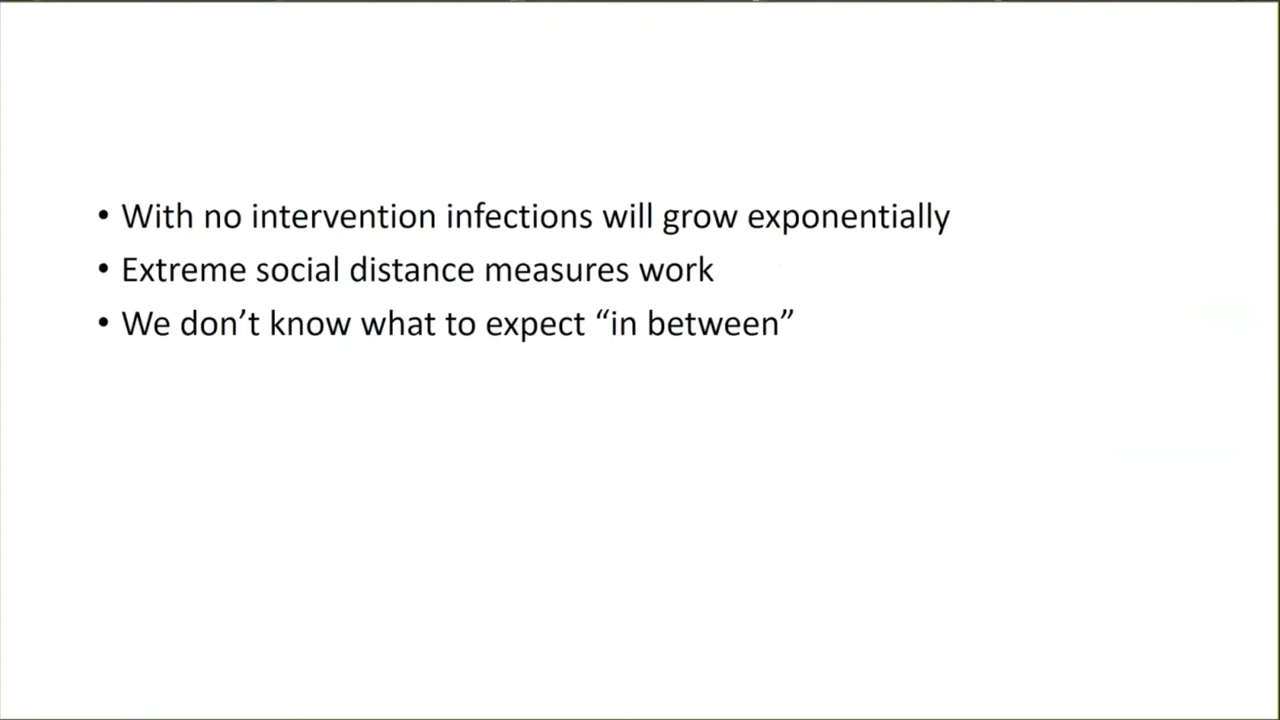 • With no intervention infections will grow exponentially
• Extreme social distance measures work
• We don’t know what to expect “in between”